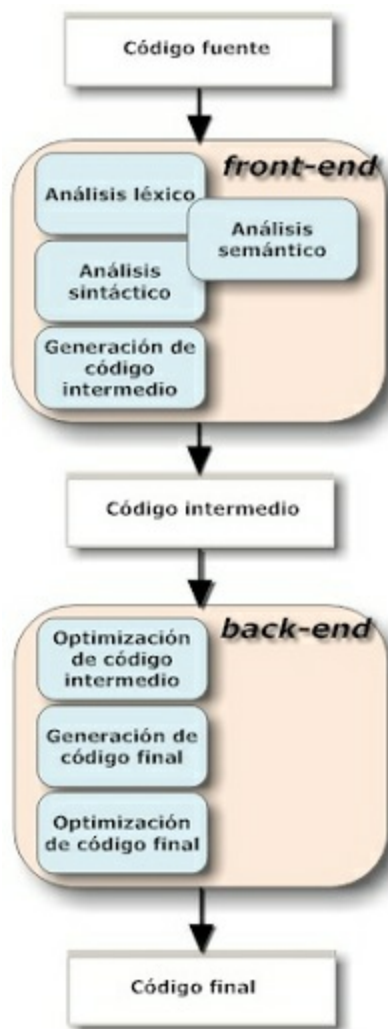 Código fuente
front-end
Análisis léxico
Análisis
semántico
Análisis
sintáctico
Generación de
código
intermedio
Código intermedio
back-end
Optimización
de código
intermedio
Generación de
código final
Optimización
de código final
Código final